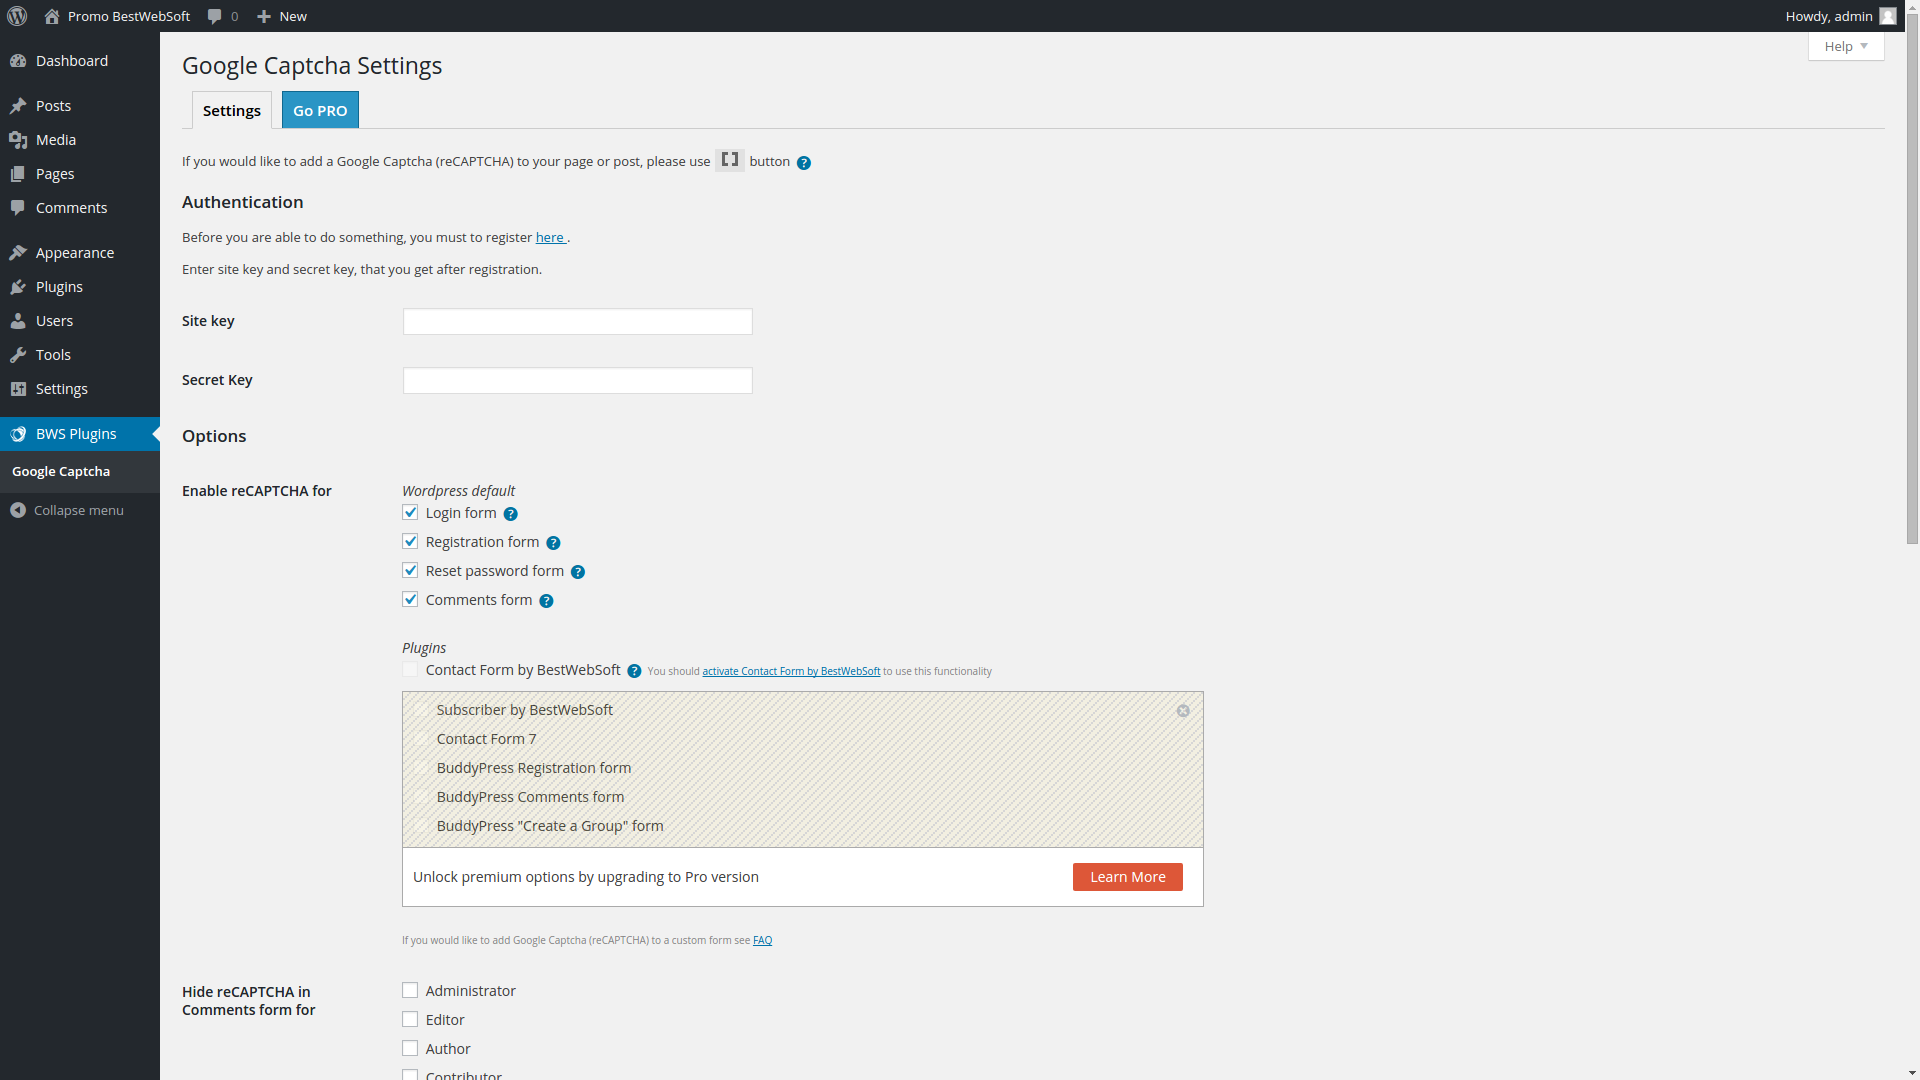 Promo BestWebSoft 0 New Howdy, admin
Help
Dashboard
Posts
Media
Pages
Comments
Appearance
Plugins
Users
Tools
Settings
BWS Plugins
Google Captcha
Collapse menu
Google Captcha Settings
Settings Go PRO
If you would like to add a Google Captcha (reCAPTCHA) to your page or post, please use [] button ?
Authentication
Before you are able to do something, you must to register here .
Enter site key and secret key, that you get after registration.
Site key
Secret Key
Options
Enable reCAPTCHA for
Wordpress default
Login form ?
Registration form ?
Reset password form ?
Comments form ?
Plugins
Contact Form by BestWebSoft ? You should activate Contact Form by BestWebSoft to use this functionality
Subscriber by BestWebSoft
Contact Form 7
BuddyPress Registration form
BuddyPress Comments form
BuddyPress "Create a Group" form
Unlock premium options by upgrading to Pro version Learn More
If you would like to add Google Captcha (reCAPTCHA) to a custom form see FAQ
Hide reCAPTCHA in
Comments form for
Administrator
Editor
Author
Contributor